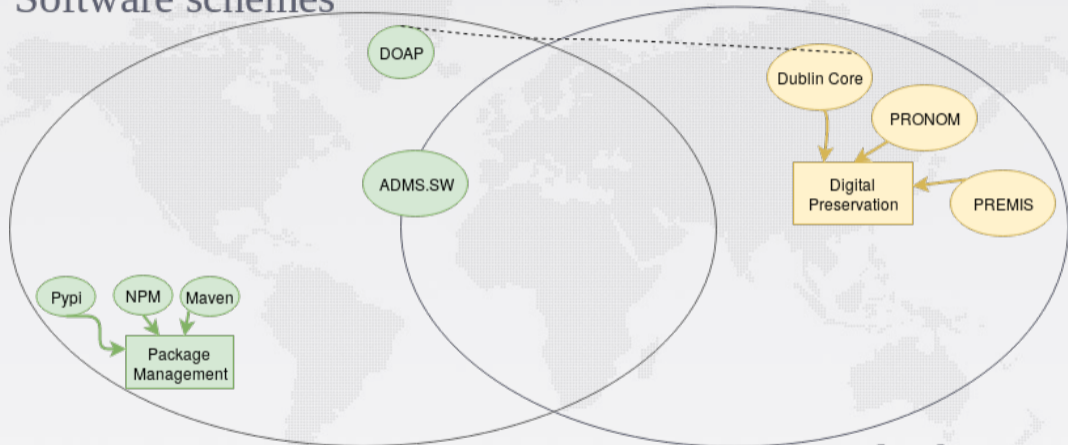 Software schemes
DOAP
Dublin Core
PRONOM
ADMS.SW
Digital
Preservation
PREMIS
Pypi
NPM
Maven
Package
Management